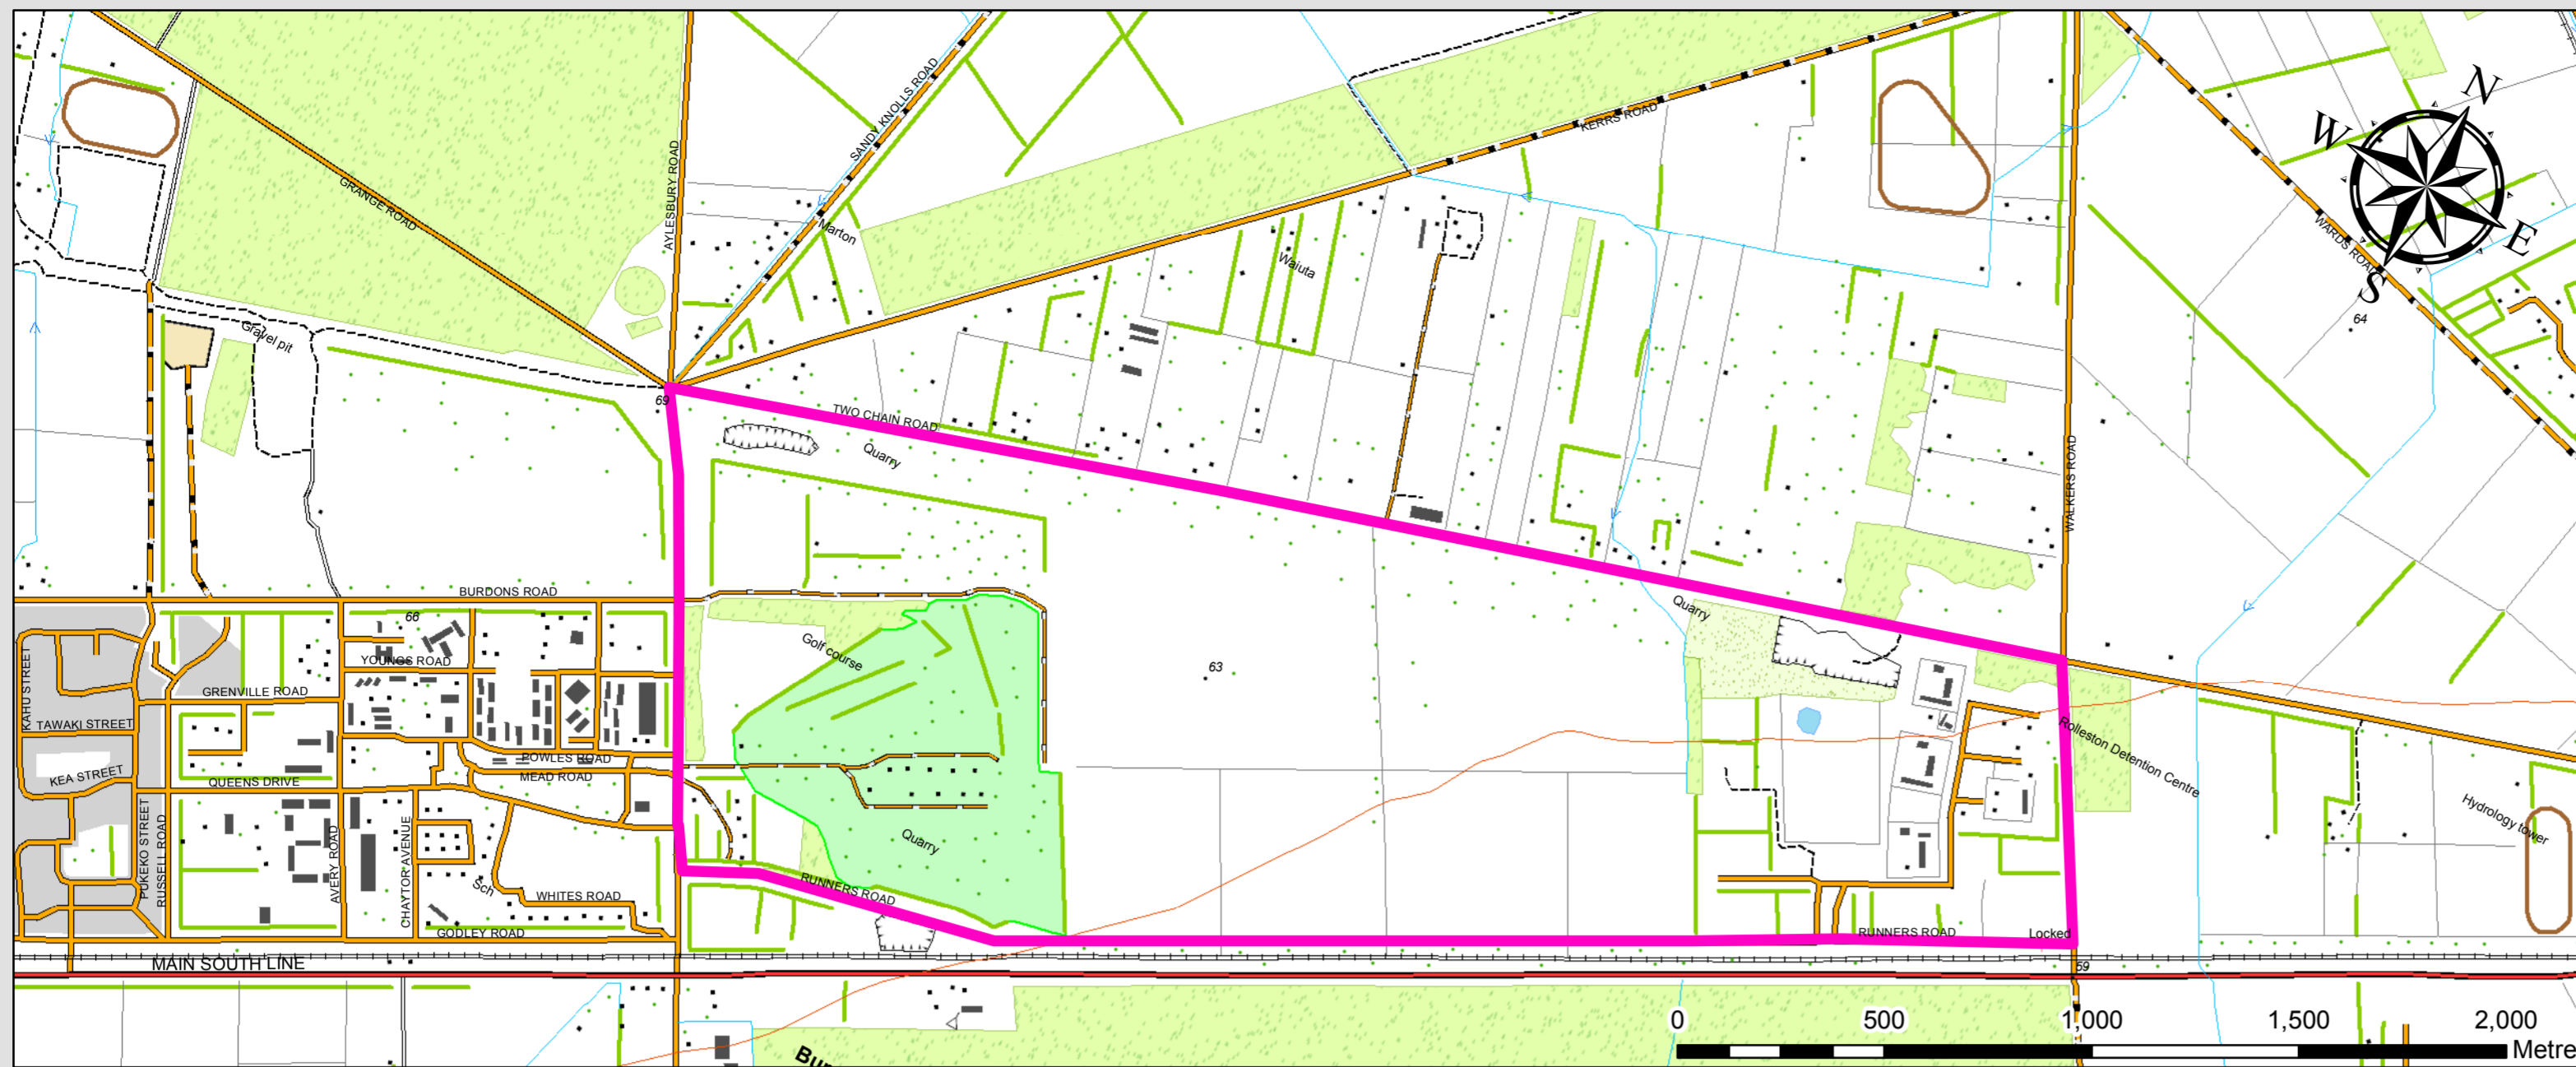 N
W
E
S
SANDY KNOLLS ROAD
KERRS ROAD
GRANGE ROAD
AYLESBURY ROAD
Marton
Waiuta
WARDS ROAD
64
Gravel pit
69
TWO CHAIN ROAD
Quarry
WALKERS ROAD
BURDONS ROAD
66
Quarry
Golf course
63
YOUNGS ROAD
GRENVILLE ROAD
KAHU STREET
TAWAKI STREET
POWLES ROAD
MEAD ROAD
KEA STREET
QUEENS DRIVE
Rolleston Detention Centre
Hydrology tower
PUKEKO STREET
RUSSELL ROAD
AVERY ROAD
CHAYTOR AVENUE
Quarry
Sch
WHITES ROAD
RUNNERS ROAD
GODLEY ROAD
RUNNERS ROAD
Locked
MAIN SOUTH LINE
59
0 500 1,000 1,500 2,000
Metre
Bur